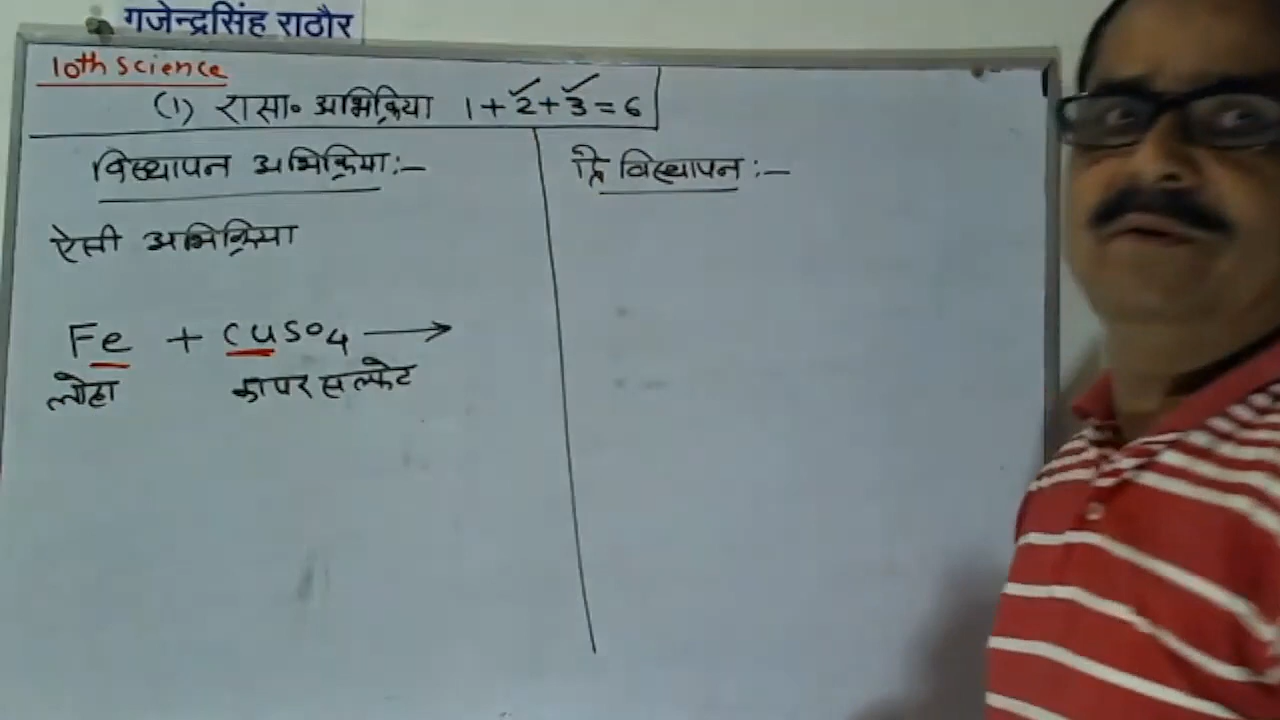 गजेन्द्रसिंह राठौर
10th Science
(1) रासा० अभिक्रिया 1+2+3=6
विस्थापन अभिक्रिया:-
ऐसी अभिक्रिया
Fe + CuSO4 ⟶
लोहा कापर सल्फेट
द्वि विस्थापन :-